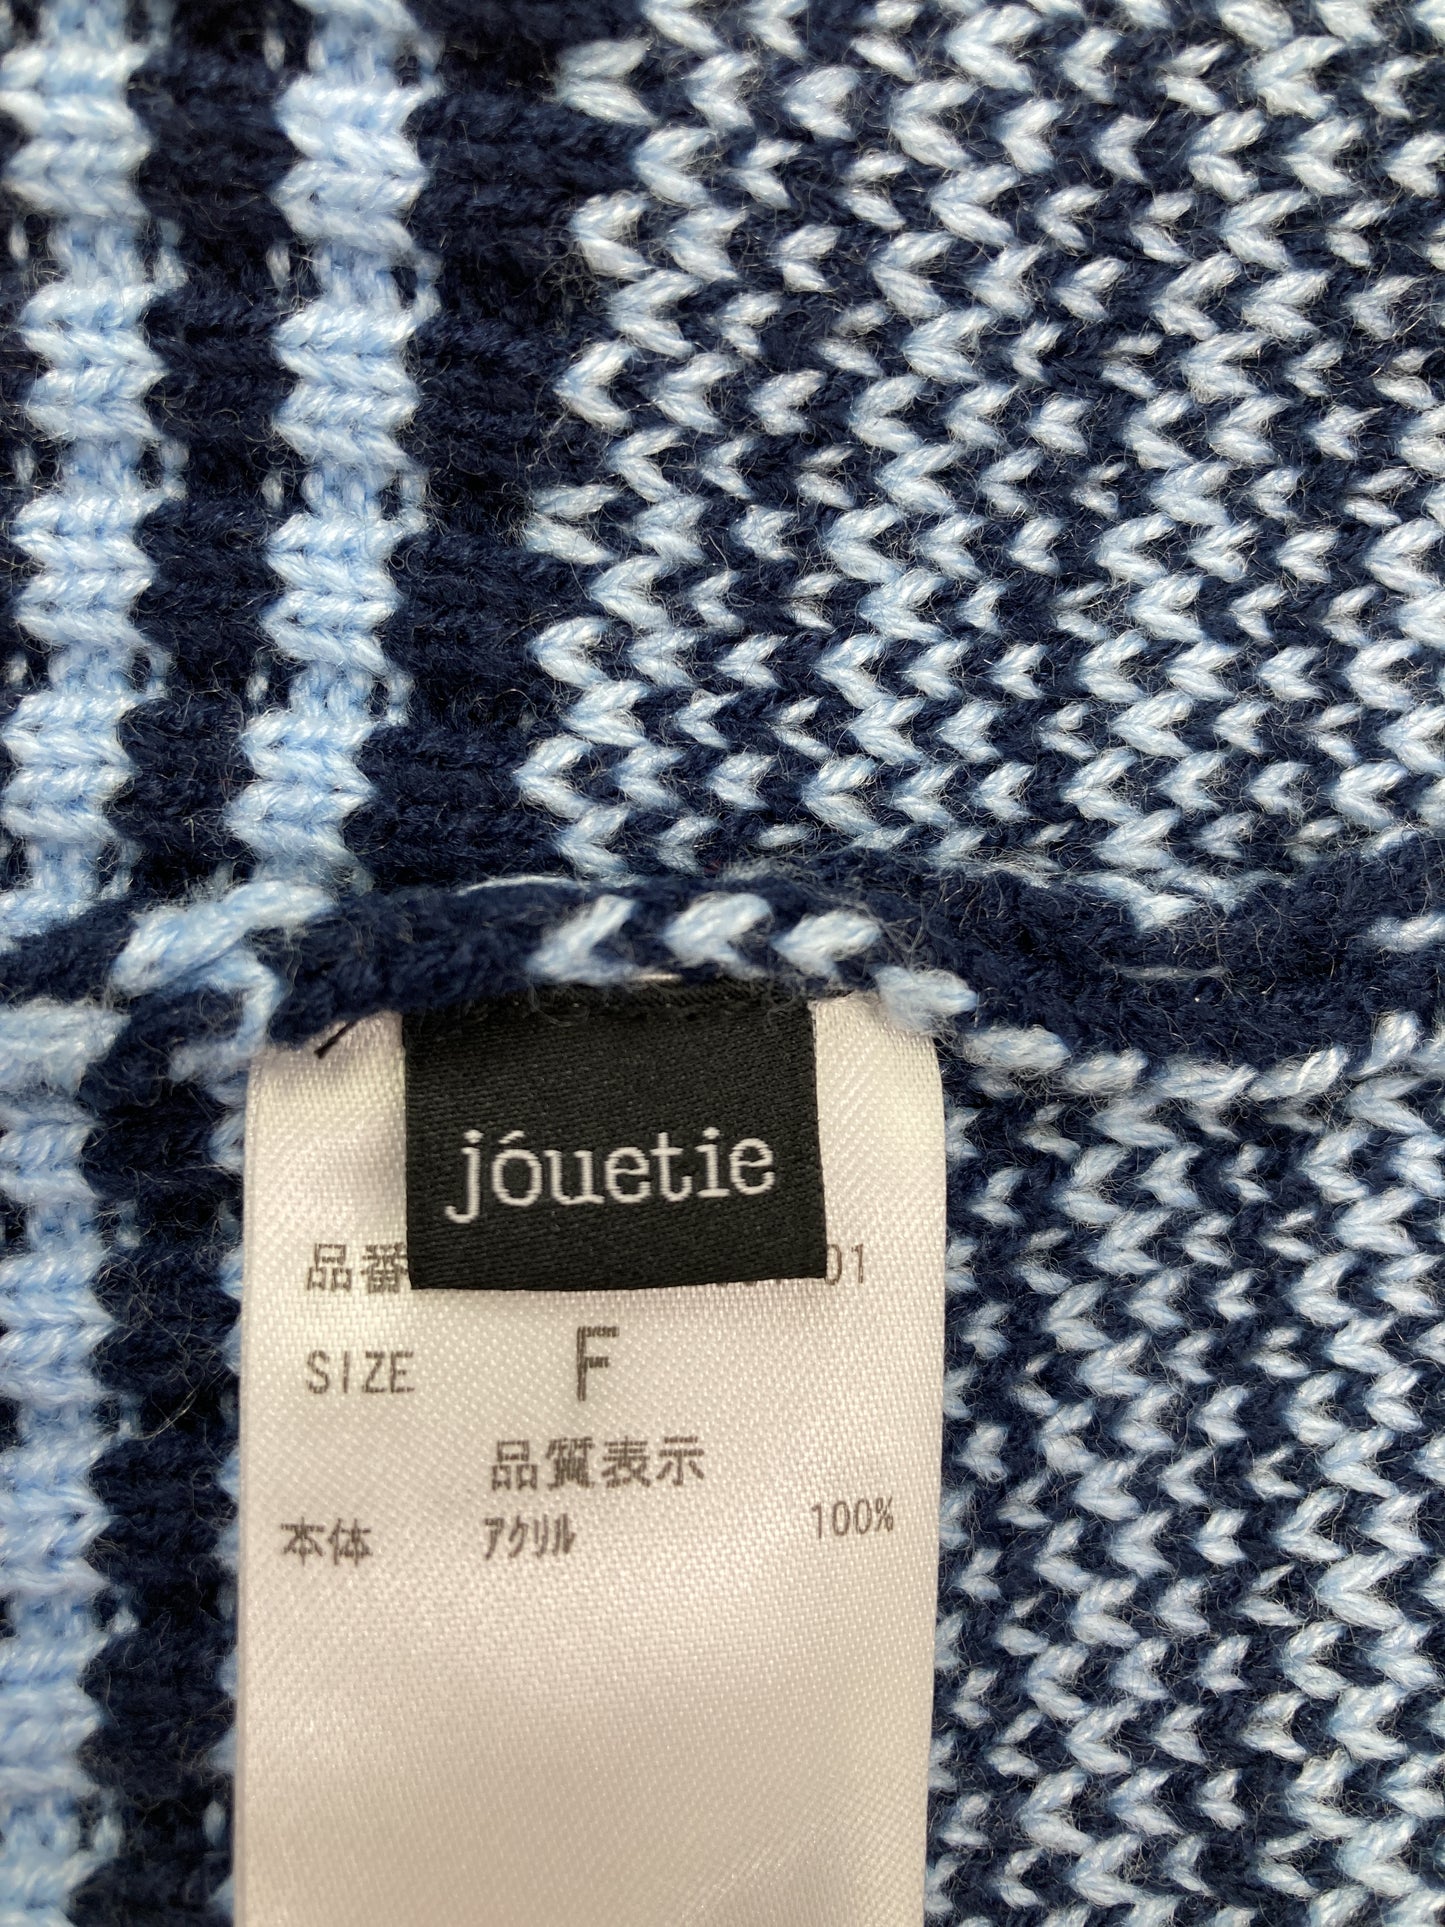 jóuetie
品番 01
SIZE F
品質表示
本体 ｱｸﾘﾙ 100%